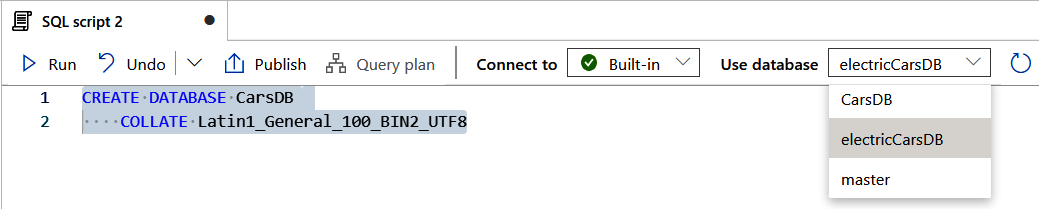 SQL script 2
Run Undo Publish Query plan Connect to Built-in Use database electricCarsDB
1 CREATE DATABASE CarsDB
2 COLLATE Latin1_General_100_BIN2_UTF8
CarsDB
electricCarsDB
master